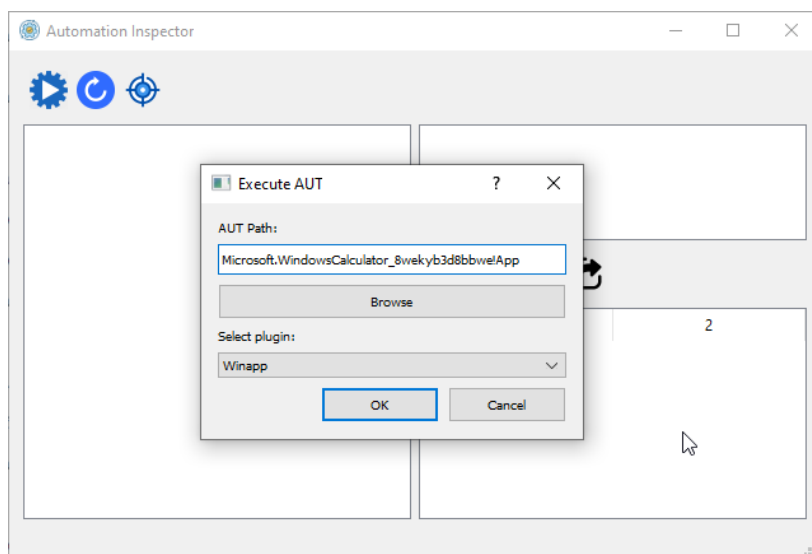 Automation Inspector
Execute AUT
?
AUT Path:
Microsoft.WindowsCalculator_8wekyb3d8bbwe!App
Browse
2
Select plugin:
Winapp
OK
Cancel